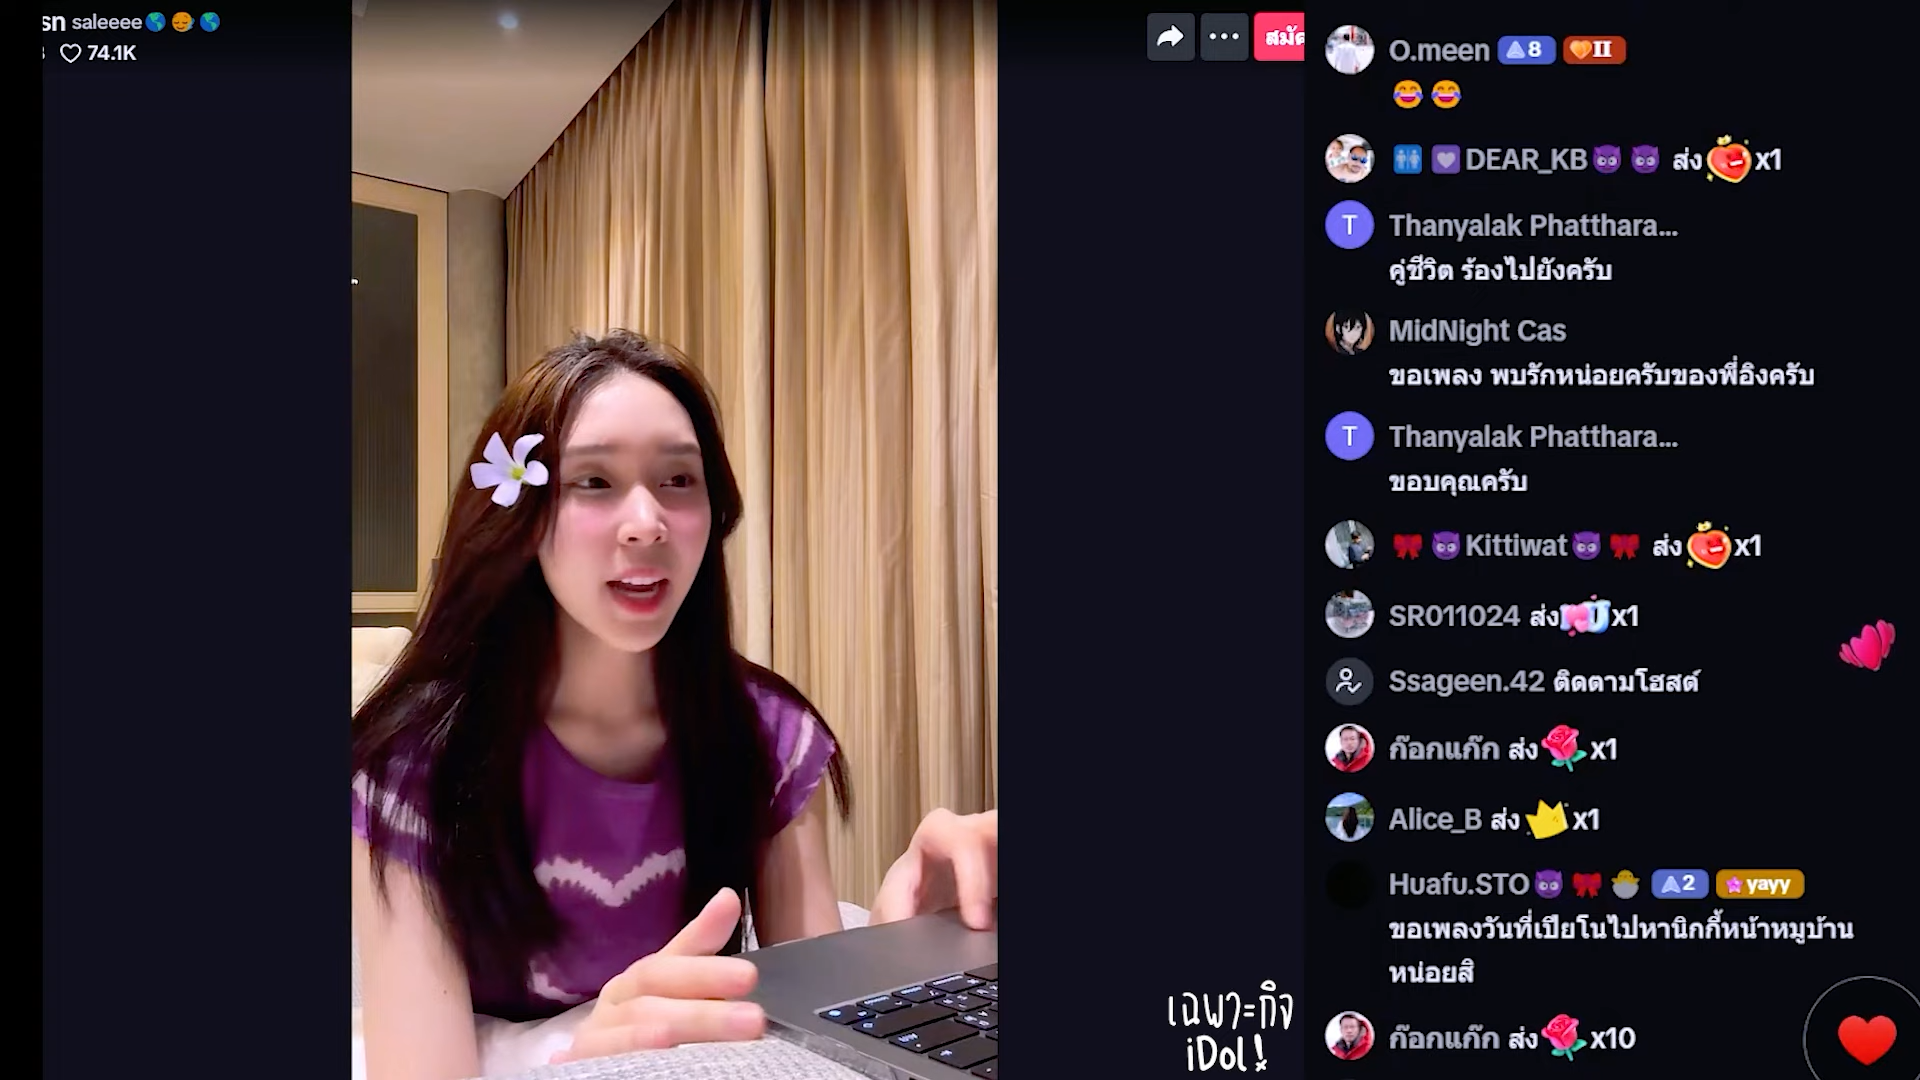 sn saleeee
74.1K
O.meen 8 II
DEAR_KB ส่ง x1
Thanyalak Phatthara...
คู่ชีวิต ร้องไปยังครับ
MidNight Cas
ขอเพลง พบรักหน่อยครับของพี่อิงครับ
Thanyalak Phatthara...
ขอบคุณครับ
Kittiwat ส่ง x1
SR011024 ส่ง x1
Ssageen.42 ติดตามโฮสต์
ก๊อกแก๊ก ส่ง x1
Alice_B ส่ง x1
Huafu.STO 2 yayy
ขอเพลงวันที่เปียโนไปหานิกกี้หน้าหมูบ้าน
หน่อยสิ
ก๊อกแก๊ก ส่ง x10
เฉพาะกิจ
iDol!